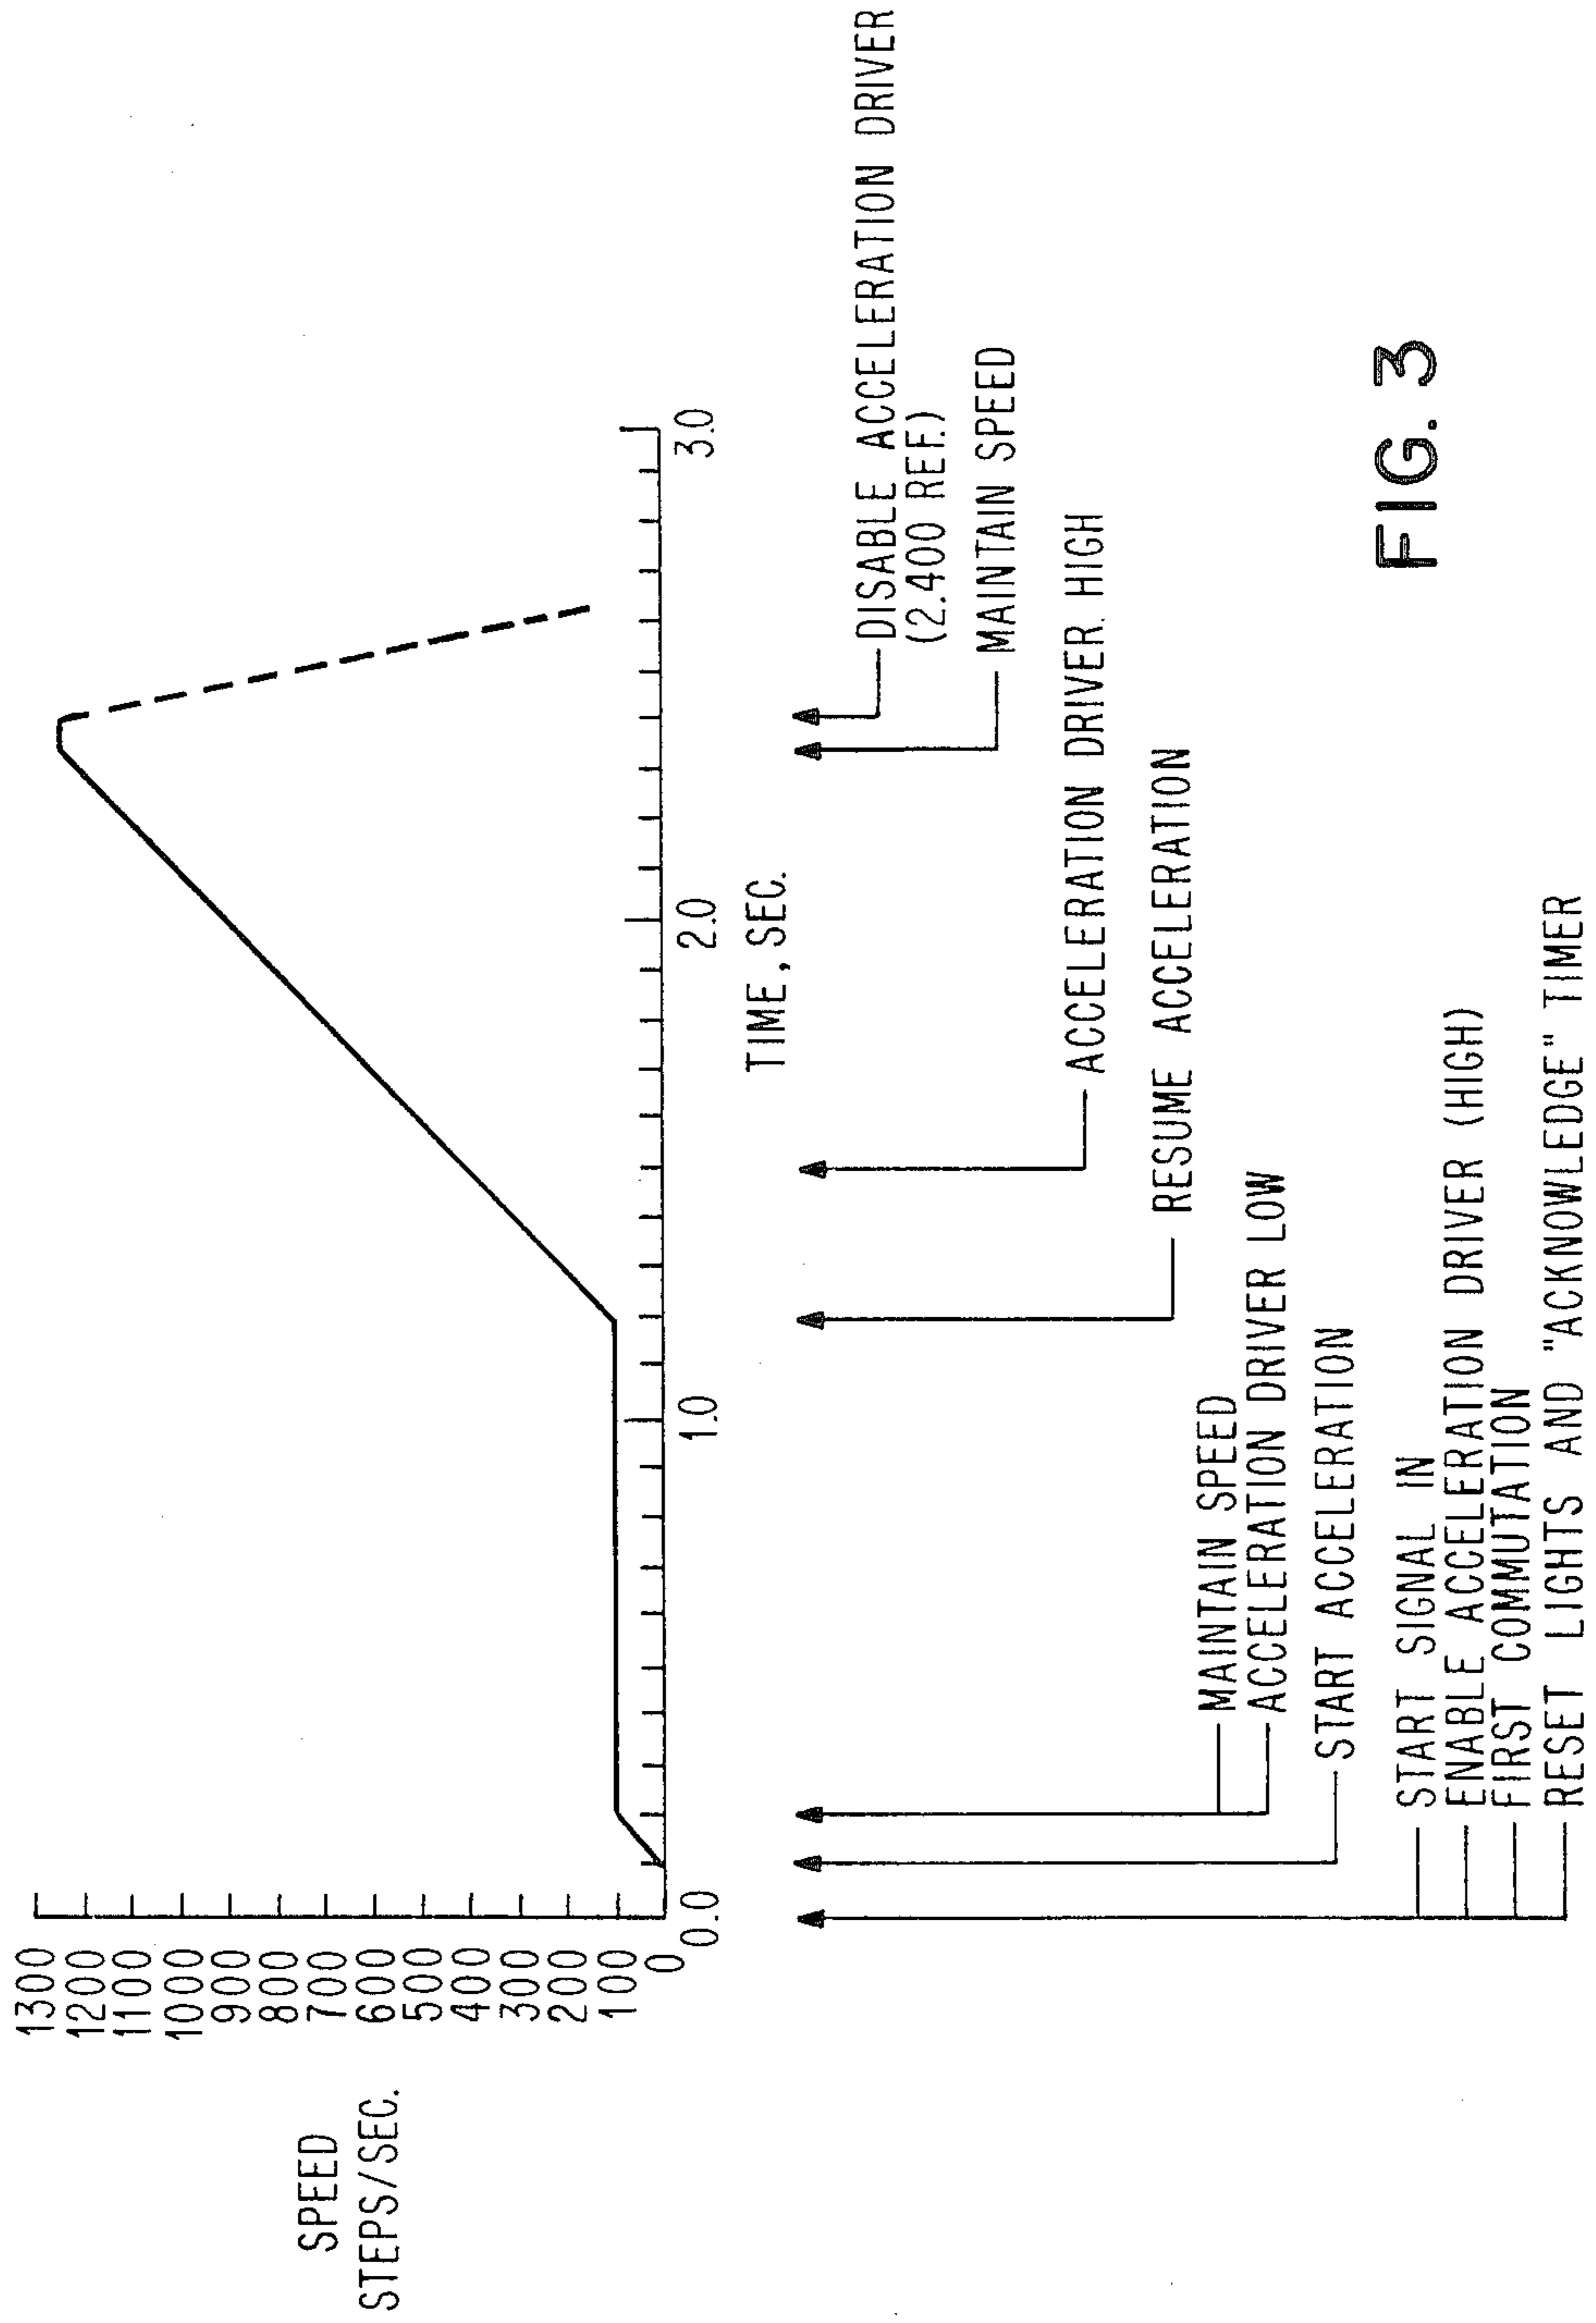 SPEED
STEPS/SEC.
1300
1200
1100
1000
900
800
700
600
500
400
300
200
100
0
0.0
1.0
2.0
3.0
TIME, SEC.
DISABLE ACCELERATION DRIVER
(2.400 REF.)
MAINTAIN SPEED
ACCELERATION DRIVER HIGH
RESUME ACCELERATION
MAINTAIN SPEED
ACCELERATION DRIVER LOW
START ACCELERATION
START SIGNAL IN
ENABLE ACCELERATION DRIVER (HIGH)
FIRST COMMUTATION
RESET LIGHTS AND "ACKNOWLEDGE" TIMER
FIG. 3